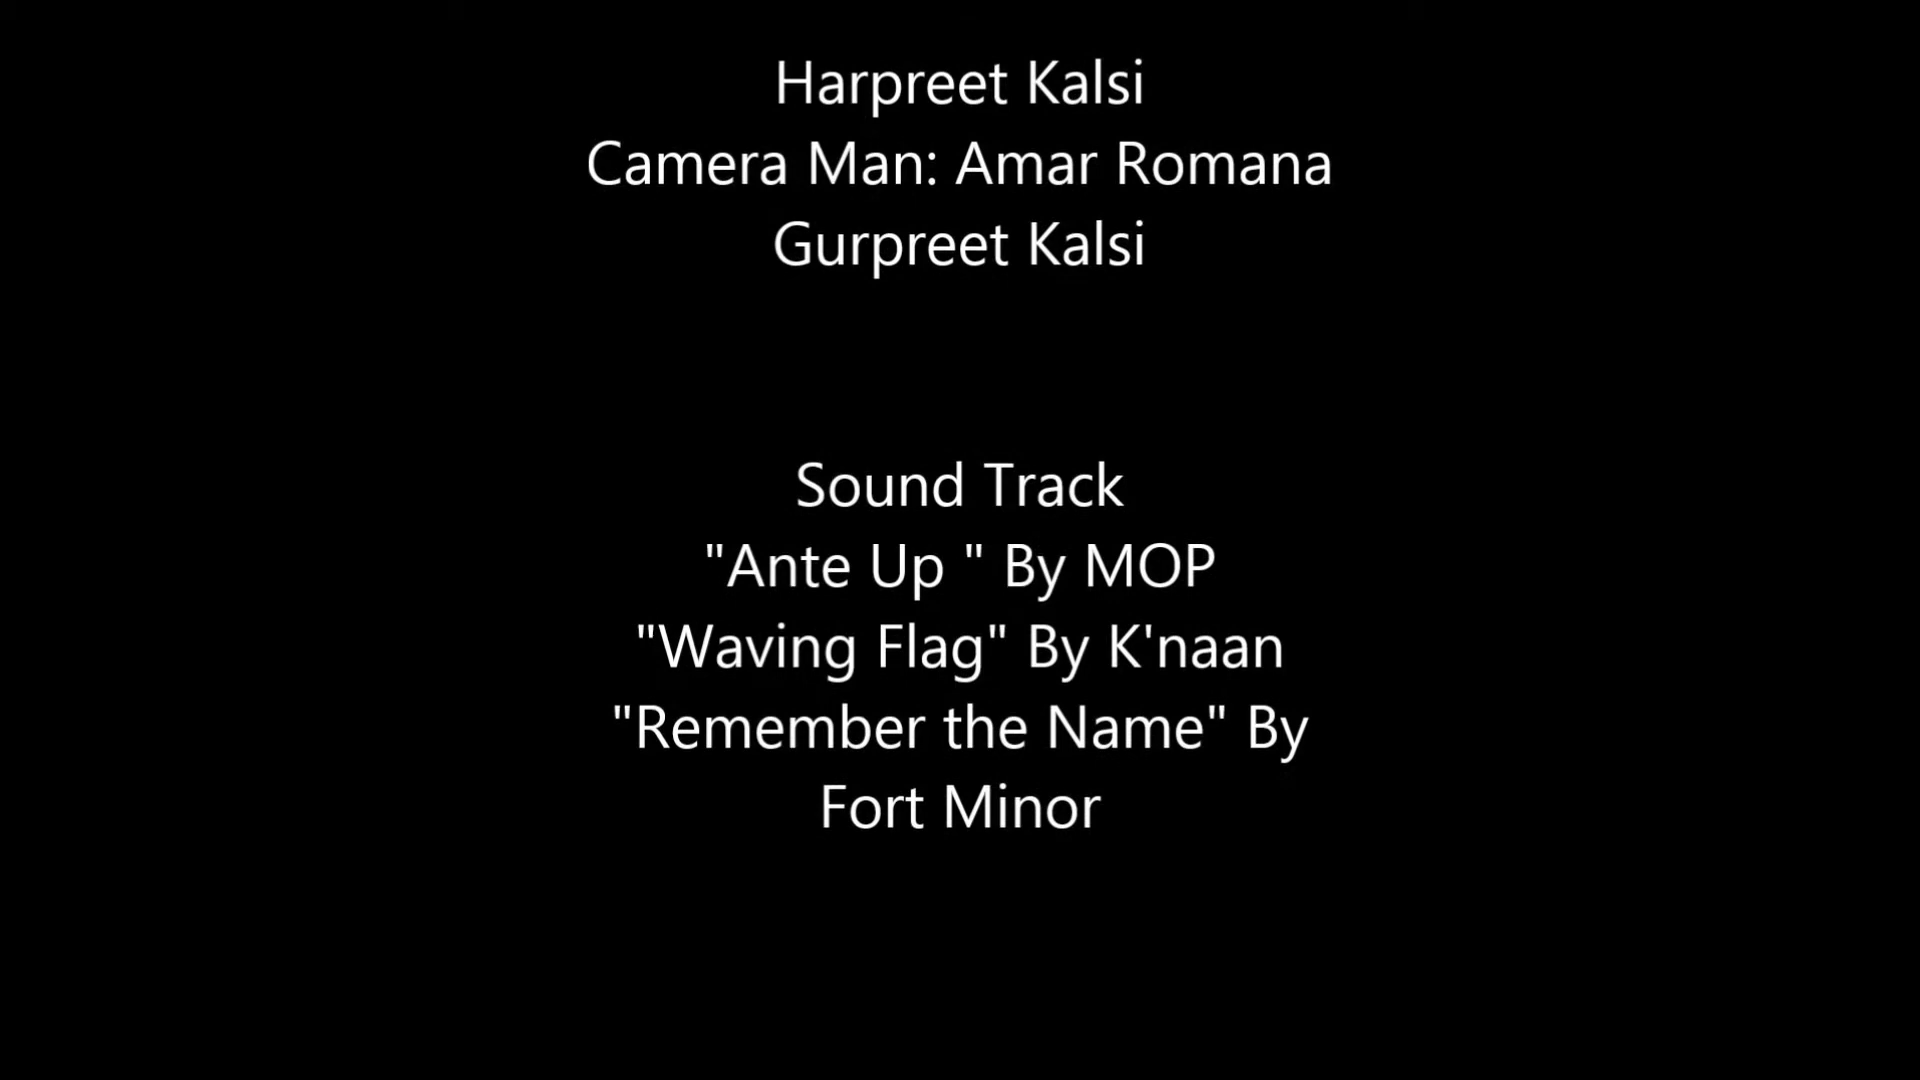 Harpreet Kalsi
Camera Man: Amar Romana
Gurpreet Kalsi
Sound Track
"Ante Up " By MOP
"Waving Flag" By K'naan
"Remember the Name" By
Fort Minor